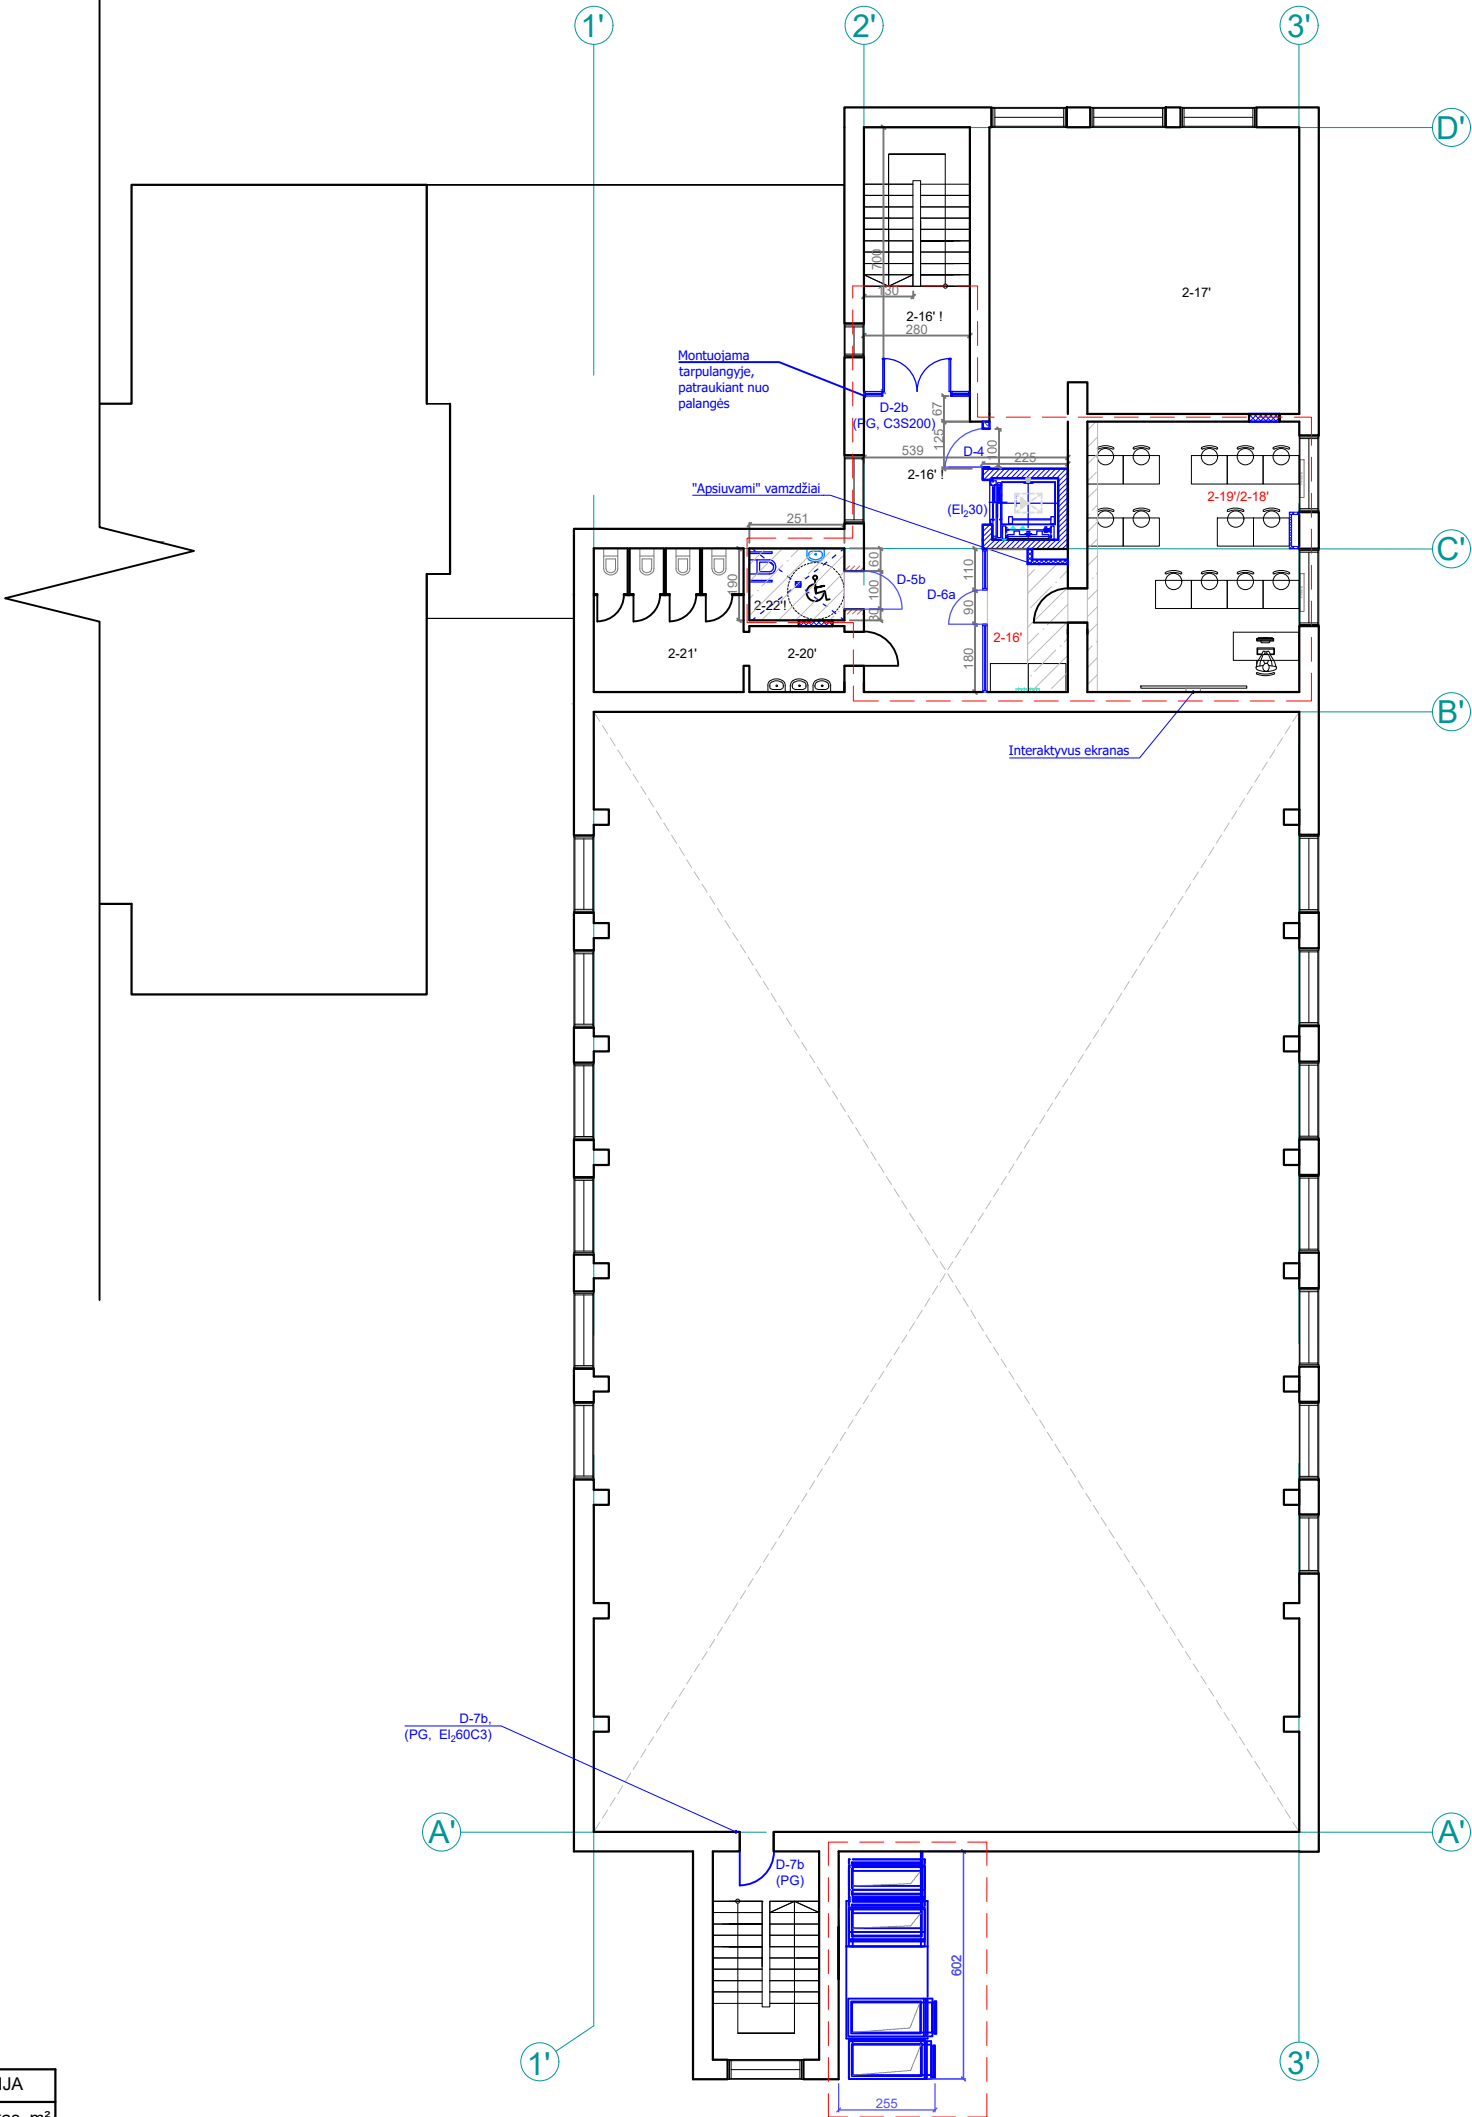 1'
2'
3'
D'
700
130
2-16' !
280
2-17'
Montuojama
tarpulangyje,
patraukiant nuo
palangės
D-2b
(PG, C3S200)
67
125
100
D-4
539
225
2-16' !
"Apsiuvami" vamzdžiai
(EI₂30)
2-19'/2-18'
251
C'
190
60
100
80
D-5b
110
D-6a
90
2-22'!
2-16'
2-21'
2-20'
180
B'
Interaktyvus ekranas
D-7b,
(PG, EI₂60C3)
A'
A'
D-7b
(PG)
602
1'
3'
255
IJA
m²